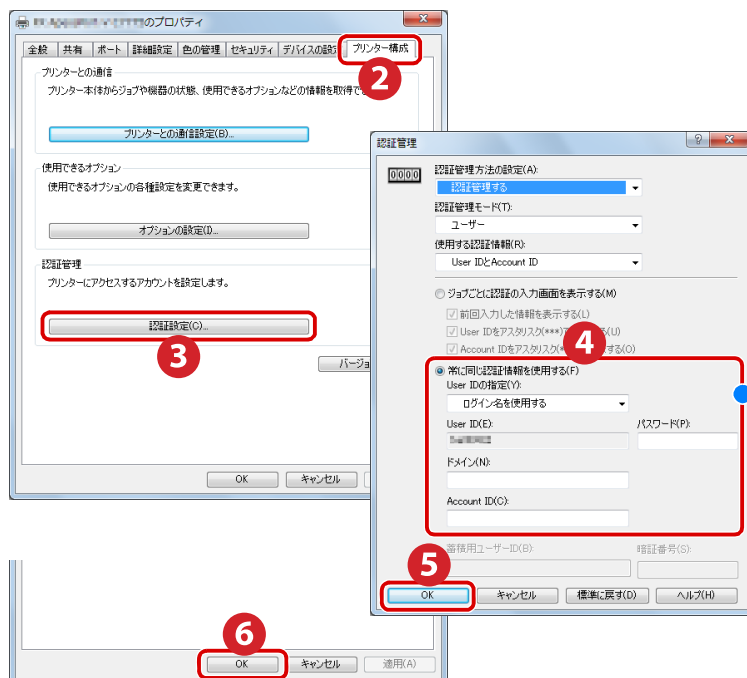 のプロパティ
全般 共有 ポート 詳細設定 色の管理 セキュリティ デバイスの設定 プリンター構成
2
プリンターとの通信
プリンター本体からジョブや機器の状態、使用できるオプションなどの情報を取得で
プリンターとの通信設定(B)...
使用できるオプション
使用できるオプションの各種設定を変更できます。
オプションの設定(I)...
認証管理
プリンターにアクセスするアカウントを設定します。
認証設定(C)...
3
バージョ
OK キャンセル
認証管理
0000
認証管理方法の設定(A):
認証管理する
認証管理モード(T):
ユーザー
使用する認証情報(R):
User IDとAccount ID
ジョブごとに認証の入力画面を表示する(M)
前回入力した情報を表示する(L)
User IDをアスタリスク(***) る(U)
Account IDをアスタリスク(* する(O)
4
常に同じ認証情報を使用する(F)
User IDの指定(Y):
ログイン名を使用する
User ID(E): パスワード(P):
ドメイン(N):
Account ID(C):
蓄積用ユーザーID(B): 暗証番号(S):
5
OK キャンセル 標準に戻す(D) ヘルプ(H)
6
OK キャンセル 適用(A)